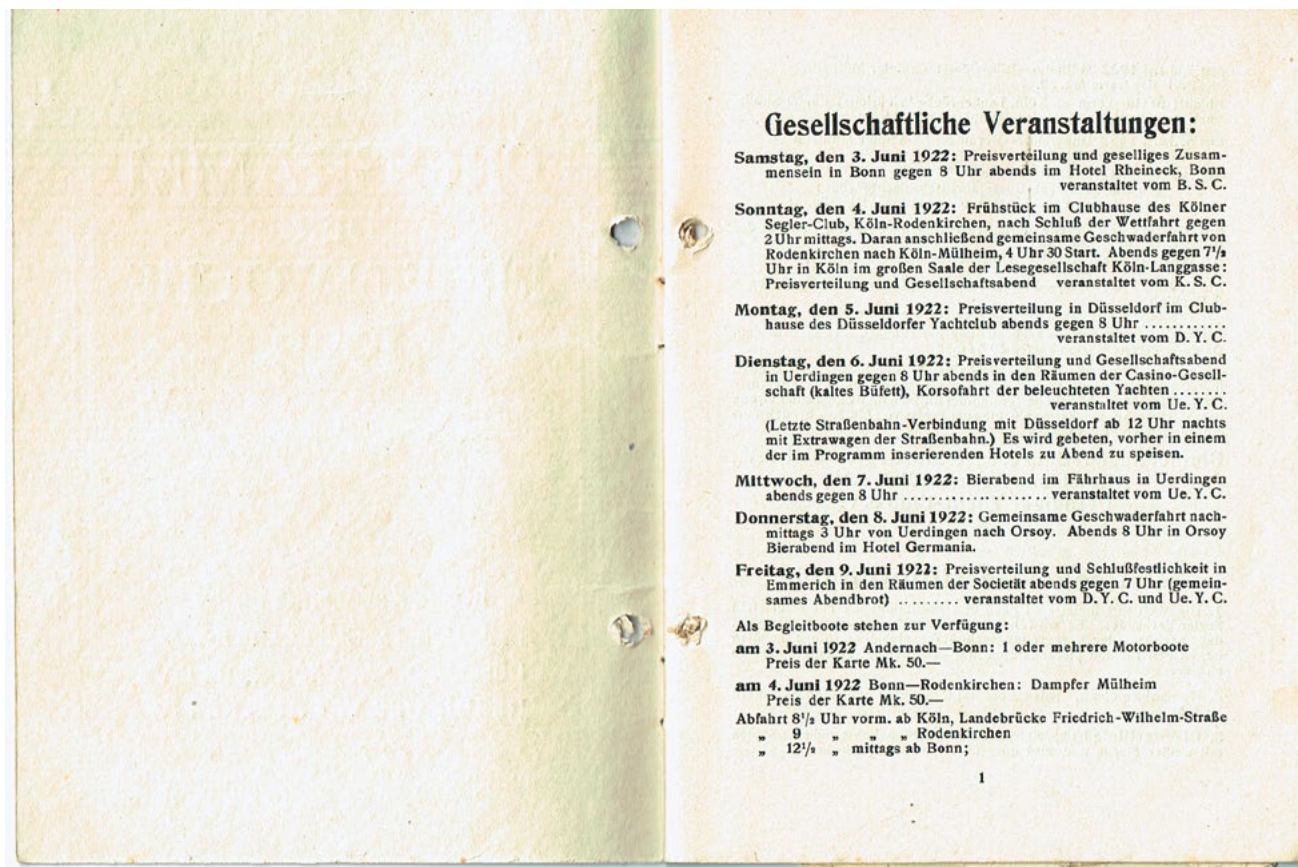 Gesellschaftliche Veranstaltungen:
Samstag, den 3. Juni 1922: Preisverteilung und geselliges Zusam-
mensein in Bonn gegen 8 Uhr abends im Hotel Rheineck, Bonn
veranstaltet vom B. S. C.
Sonntag, den 4. Juni 1922: Frühstück im Clubhause des Kölner
Segler-Club, Köln-Rodenkirchen, nach Schluß der Wettfahrt gegen
2 Uhr mittags. Daran anschließend gemeinsame Geschwaderfahrt von
Rodenkirchen nach Köln-Mülheim, 4 Uhr 30 Start. Abends gegen 7½
Uhr in Köln im großen Saale der Lesegesellschaft Köln-Langgasse:
Preisverteilung und Gesellschaftsabend veranstaltet vom K. S. C.
Montag, den 5. Juni 1922: Preisverteilung in Düsseldorf im Club-
hause des Düsseldorfer Yachtclub abends gegen 8 Uhr ............
veranstaltet vom D. Y. C.
Dienstag, den 6. Juni 1922: Preisverteilung und Gesellschaftsabend
in Uerdingen gegen 8 Uhr abends in den Räumen der Casino-Gesell-
schaft (kaltes Büfett), Korsofahrt der beleuchteten Yachten ........
veranstaltet vom Ue. Y. C.
(Letzte Straßenbahn-Verbindung mit Düsseldorf ab 12 Uhr nachts
mit Extrawagen der Straßenbahn.) Es wird gebeten, vorher in einem
der im Programm inserierenden Hotels zu Abend zu speisen.
Mittwoch, den 7. Juni 1922: Bierabend im Fährhaus in Uerdingen
abends gegen 8 Uhr ..................... veranstaltet vom Ue. Y. C.
Donnerstag, den 8. Juni 1922: Gemeinsame Geschwaderfahrt nach-
mittags 3 Uhr von Uerdingen nach Orsoy. Abends 8 Uhr in Orsoy
Bierabend im Hotel Germania.
Freitag, den 9. Juni 1922: Preisverteilung und Schlußfestlichkeit in
Emmerich in den Räumen der Societät abends gegen 7 Uhr (gemein-
sames Abendbrot) ......... veranstaltet vom D. Y. C. und Ue. Y. C.
Als Begleitboote stehen zur Verfügung:
am 3. Juni 1922 Andernach—Bonn: 1 oder mehrere Motorboote
Preis der Karte Mk. 50.—
am 4. Juni 1922 Bonn—Rodenkirchen: Dampfer Mülheim
Preis der Karte Mk. 50.—
Abfahrt 8½ Uhr vorm. ab Köln, Landebrücke Friedrich-Wilhelm-Straße
„ 9 „ „ „ Rodenkirchen
„ 12½ „ mittags ab Bonn;
1